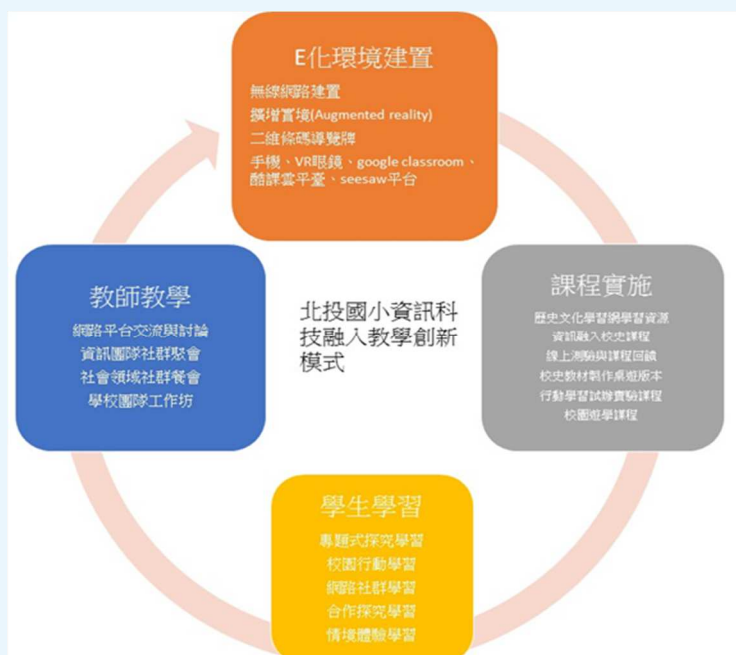 E化環境建置
無線網路建置
擴增實境(Augmented reality)
二維條碼導覽牌
手機、VR眼鏡、google classroom、
酷課雲平臺、seesaw平台
課程實施
歷史文化學習網學習資源
資訊融入校史課程
線上測驗與課程回饋
校史教材製作桌遊版本
行動學習試辦實驗課程
校園遊學課程
學生學習
專題式探究學習
校園行動學習
網路社群學習
合作探究學習
情境體驗學習
教師教學
網路平台交流與討論
資訊團隊社群聚會
社會領域社群餐會
學校團隊工作坊
北投國小資訊科
技融入教學創新
模式